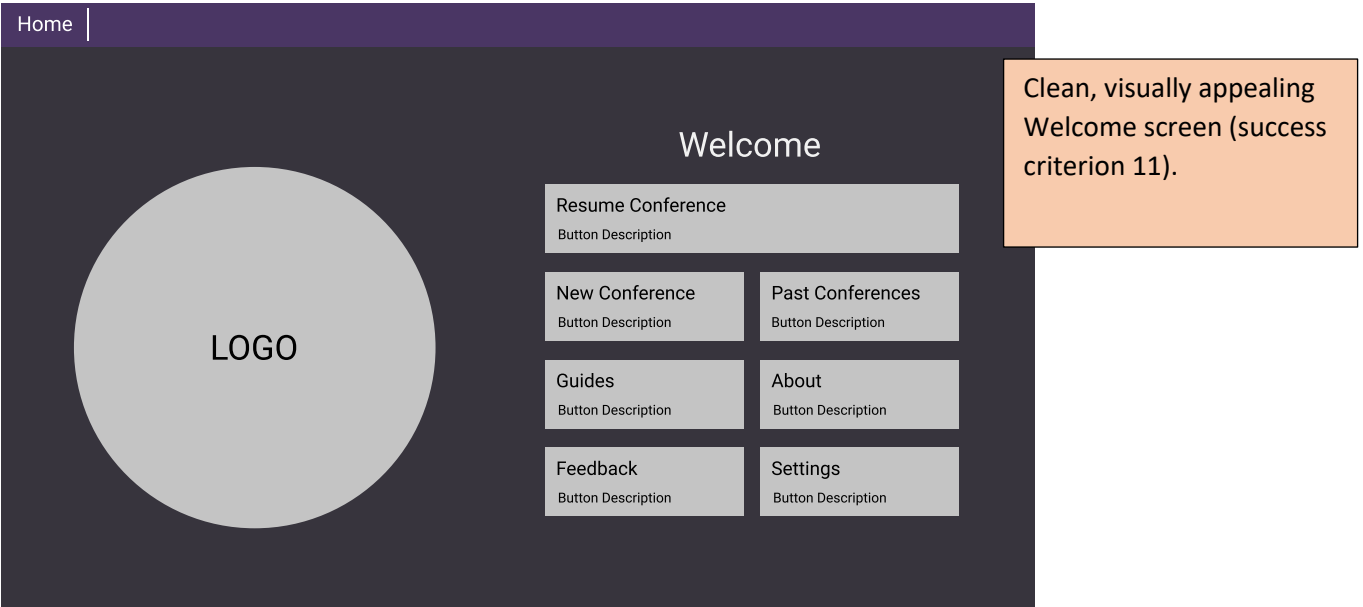 Home
Clean, visually appealing
Welcome screen (success
criterion 11).
Welcome
LOGO
Resume Conference
Button Description
New Conference
Button Description
Past Conferences
Button Description
Guides
Button Description
About
Button Description
Feedback
Button Description
Settings
Button Description